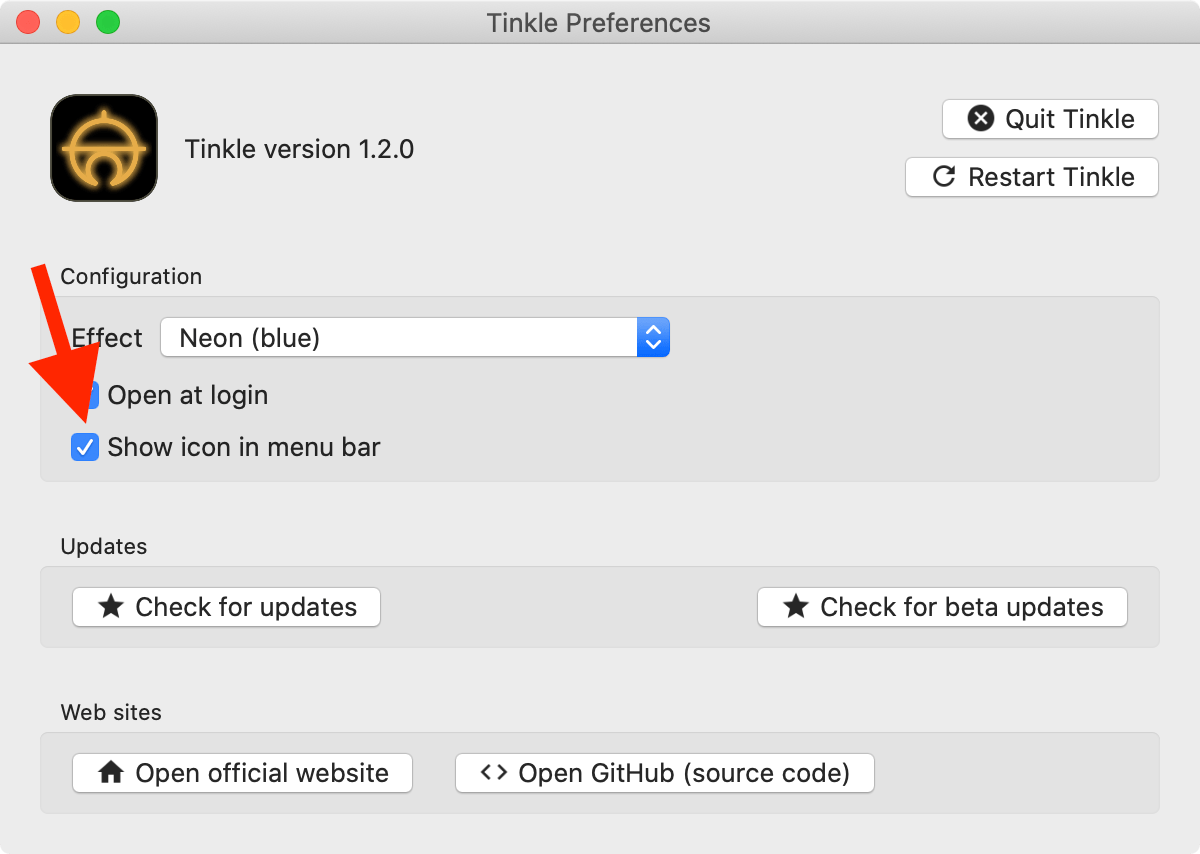 Tinkle Preferences
Tinkle version 1.2.0
Quit Tinkle
Restart Tinkle
Configuration
Effect Neon (blue)
Open at login
Show icon in menu bar
Updates
Check for updates Check for beta updates
Web sites
Open official website Open GitHub (source code)